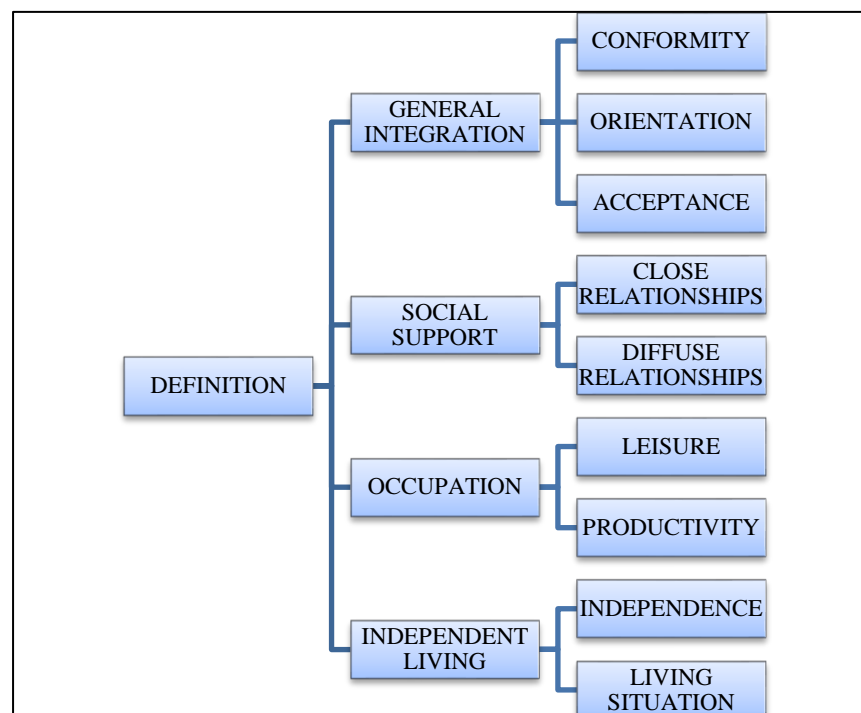 DEFINITION
GENERAL
INTEGRATION
CONFORMITY
ORIENTATION
ACCEPTANCE
SOCIAL
SUPPORT
CLOSE
RELATIONSHIPS
DIFFUSE
RELATIONSHIPS
OCCUPATION
LEISURE
PRODUCTIVITY
INDEPENDENT
LIVING
INDEPENDENCE
LIVING
SITUATION